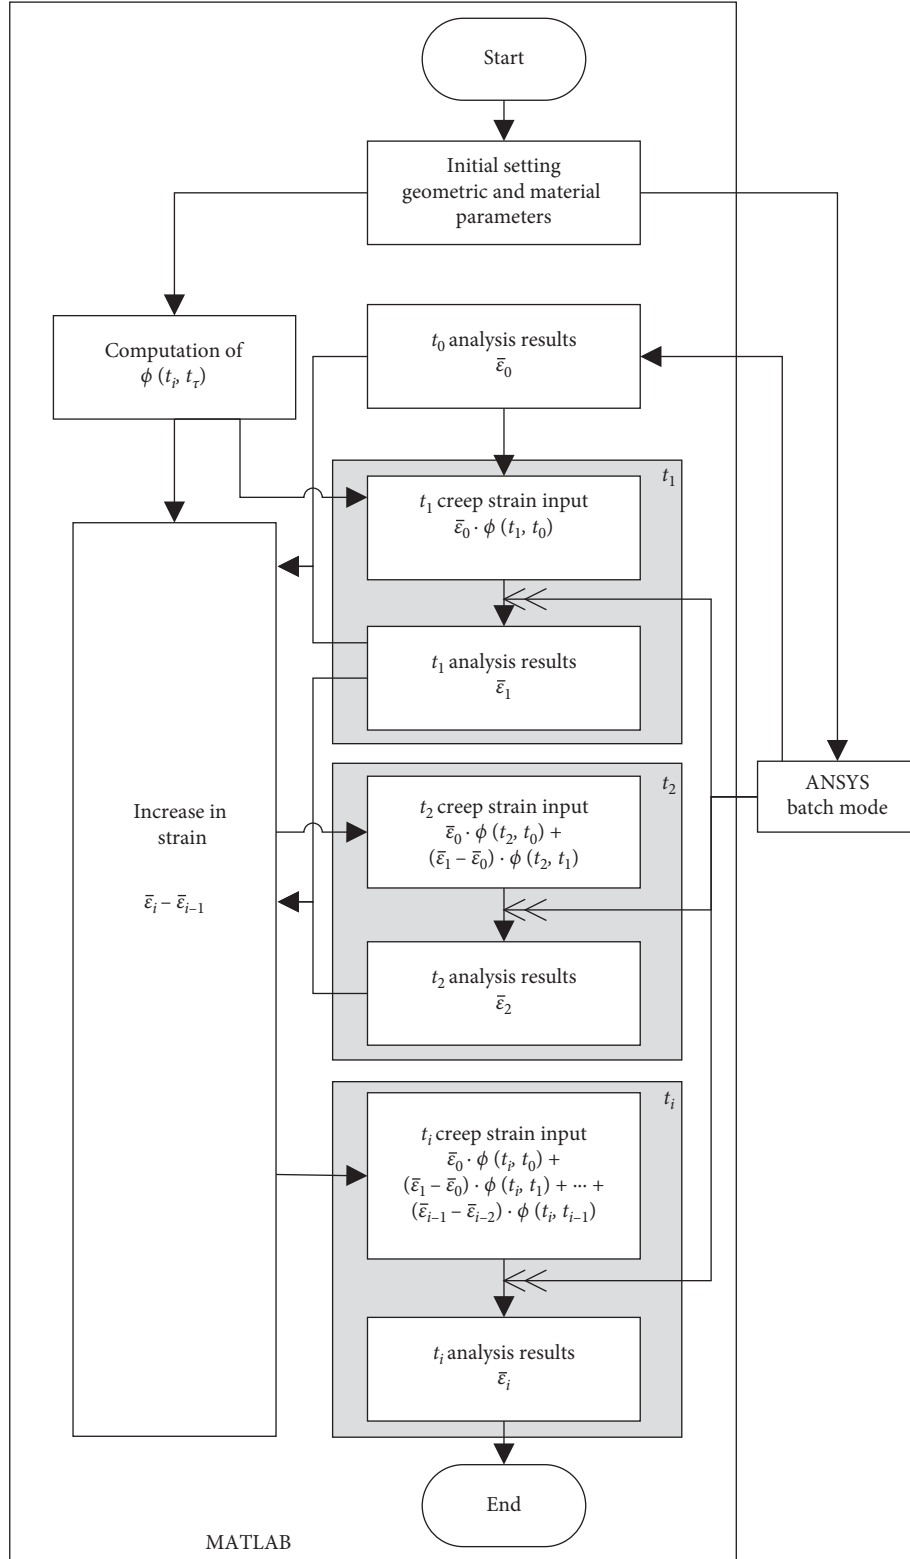 Start
Initial setting
geometric and material
parameters
Computation of
ϕ (tᵢ, t_τ)
t₀ analysis results
ε̄₀
t₁
t₁ creep strain input
ε̄₀ · ϕ (t₁, t₀)
t₁ analysis results
ε̄₁
ANSYS
batch mode
t₂
t₂ creep strain input
ε̄₀ · ϕ (t₂, t₀) +
(ε̄₁ – ε̄₀) · ϕ (t₂, t₁)
Increase in
strain
ε̄ᵢ – ε̄ᵢ₋₁
t₂ analysis results
ε̄₂
tᵢ
tᵢ creep strain input
ε̄₀ · ϕ (tᵢ, t₀) +
(ε̄₁ – ε̄₀) · ϕ (tᵢ, t₁) + ··· +
(ε̄ᵢ₋₁ – ε̄ᵢ₋₂) · ϕ (tᵢ, tᵢ₋₁)
tᵢ analysis results
ε̄ᵢ
End
MATLAB